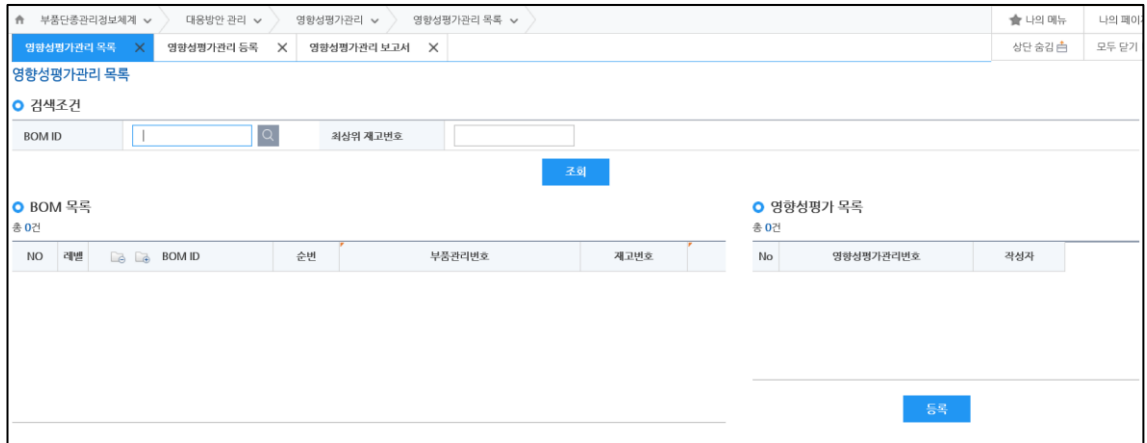 부품단종관리정보체계 대응방안 관리 영향성평가관리 영향성평가관리 목록 나의 메뉴 나의 페이지
영향성평가관리 목록 X 영향성평가관리 등록 X 영향성평가관리 보고서 X 상단 숨김 모두 닫기
영향성평가관리 목록
검색조건
BOM ID 최상위 재고번호
조회
BOM 목록
총 0건
NO 레벨 BOM ID 순번 부품관리번호 재고번호
영향성평가 목록
총 0건
No 영향성평가관리번호 작성자
등록